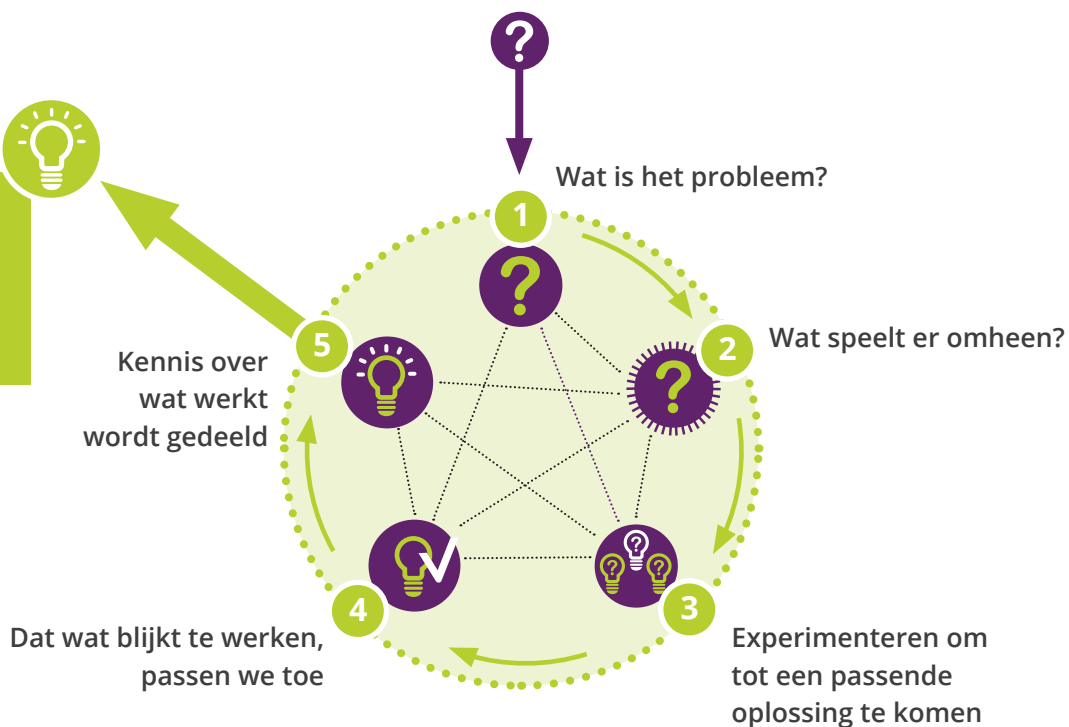 ?
1
Wat is het probleem?
?
2
Wat speelt er omheen?
?
3
Experimenteren om
tot een passende
oplossing te komen
? ? ?
4
Dat wat blijkt te werken,
passen we toe
5
Kennis over
wat werkt
wordt gedeeld